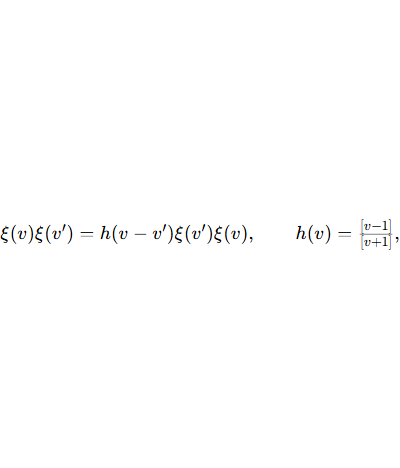 ξ(v)ξ(v′) = h(v − v′)ξ(v′)ξ(v), h(v) = [v−1]/[v+1],